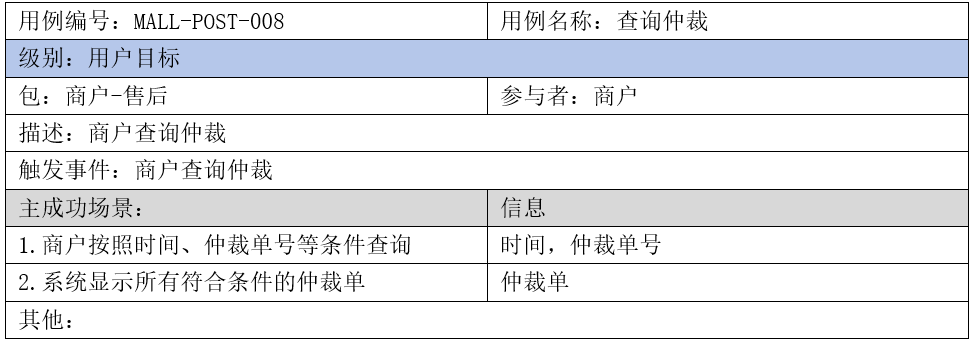 用例编号：MALL-POST-008
用例名称：查询仲裁
级别：用户目标
包：商户-售后
参与者：商户
描述：商户查询仲裁
触发事件：商户查询仲裁
主成功场景：
信息
1.商户按照时间、仲裁单号等条件查询
时间，仲裁单号
2.系统显示所有符合条件的仲裁单
仲裁单
其他：